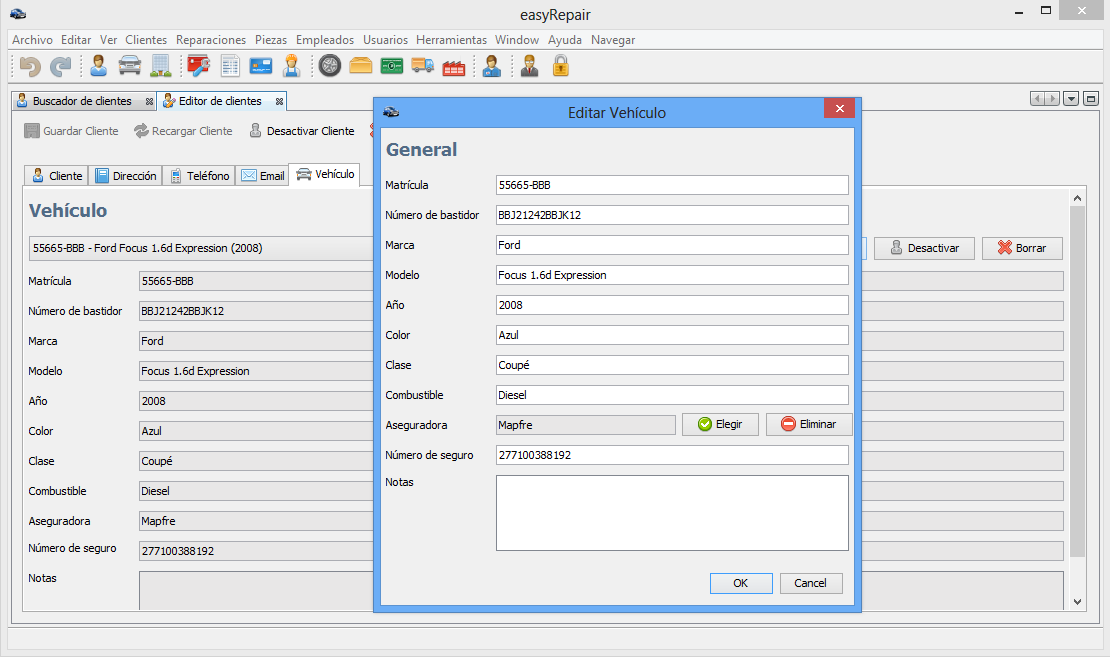 easyRepair
Archivo Editar Ver Clientes Reparaciones Piezas Empleados Usuarios Herramientas Window Ayuda Navegar
Buscador de clientes Editor de clientes
Guardar Cliente Recargar Cliente Desactivar Cliente
Cliente Dirección Teléfono Email Vehículo
Vehículo
55665-BBB - Ford Focus 1.6d Expression (2008) Desactivar Borrar
Matrícula 55665-BBB
Número de bastidor BBJ21242BBJK12
Marca Ford
Modelo Focus 1.6d Expression
Año 2008
Color Azul
Clase Coupé
Combustible Diesel
Aseguradora Mapfre
Número de seguro 277100388192
Notas
Editar Vehículo
General
Matrícula 55665-BBB
Número de bastidor BBJ21242BBJK12
Marca Ford
Modelo Focus 1.6d Expression
Año 2008
Color Azul
Clase Coupé
Combustible Diesel
Aseguradora Mapfre Elegir Eliminar
Número de seguro 277100388192
Notas
OK Cancel